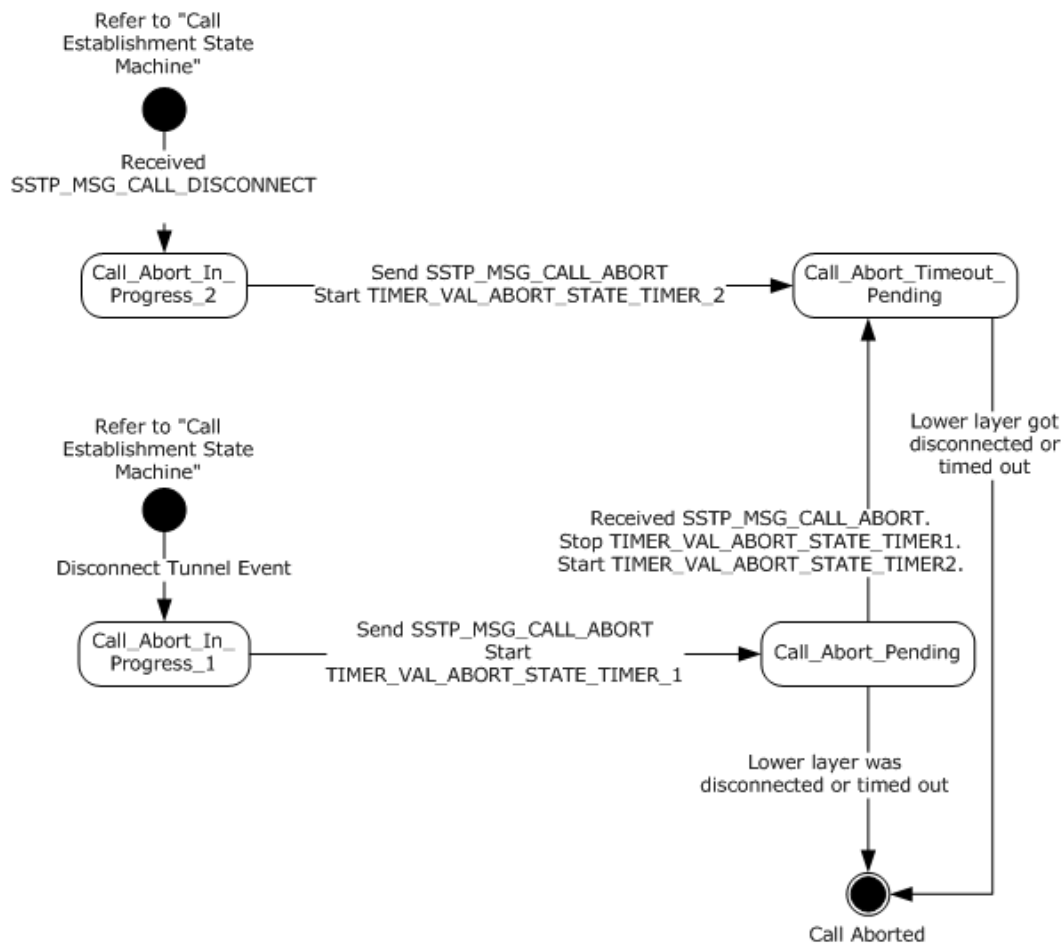 Refer to "Call
Establishment State
Machine"
Received
SSTP_MSG_CALL_DISCONNECT
Call_Abort_In_
Progress_2
Send SSTP_MSG_CALL_ABORT
Start TIMER_VAL_ABORT_STATE_TIMER_2
Call_Abort_Timeout_
Pending
Refer to "Call
Establishment State
Machine"
Lower layer got
disconnected or
timed out
Received SSTP_MSG_CALL_ABORT.
Stop TIMER_VAL_ABORT_STATE_TIMER1.
Start TIMER_VAL_ABORT_STATE_TIMER2.
Disconnect Tunnel Event
Call_Abort_In_
Progress_1
Send SSTP_MSG_CALL_ABORT
Start
TIMER_VAL_ABORT_STATE_TIMER_1
Call_Abort_Pending
Lower layer was
disconnected or timed out
Call Aborted